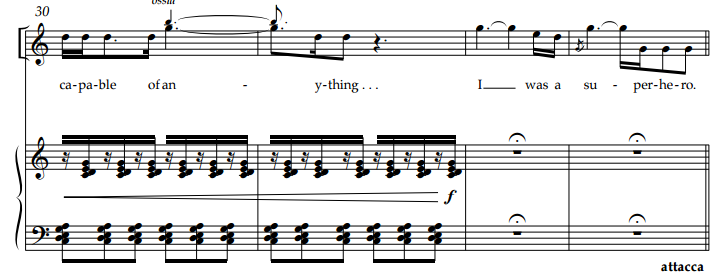 30
ossia
ca-pa-ble of an - y-thing . . . I was a su - per-he-ro.
f
attacca